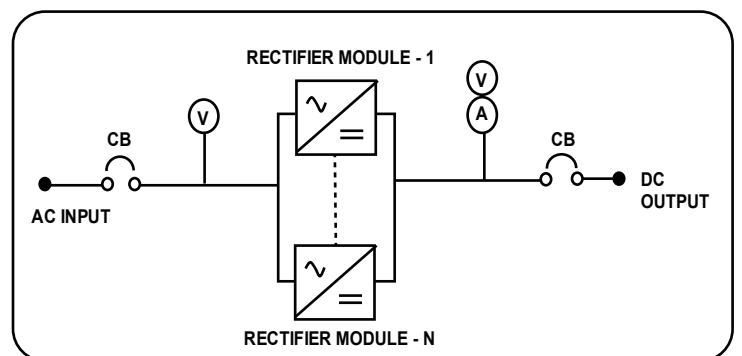 RECTIFIER MODULE - 1
V
V
A
CB
CB
AC INPUT
DC
OUTPUT
RECTIFIER MODULE - N